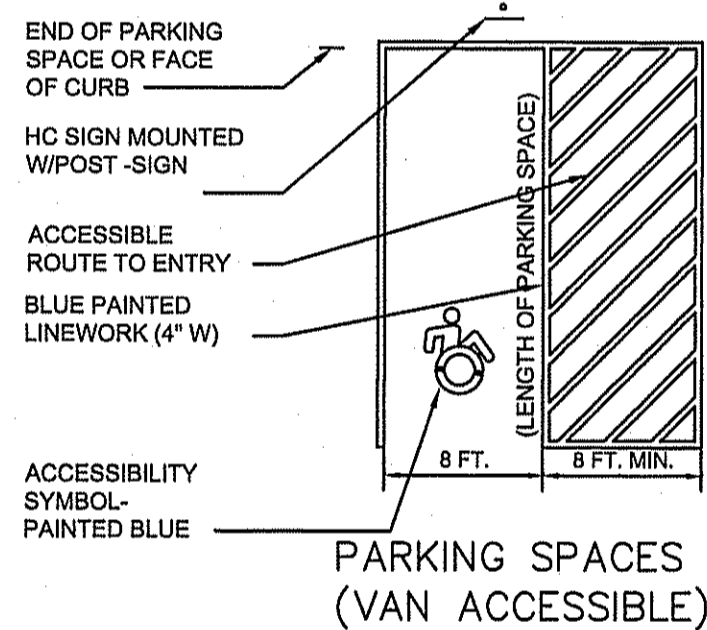 END OF PARKING
SPACE OR FACE
OF CURB
HC SIGN MOUNTED
W/POST -SIGN
ACCESSIBLE
ROUTE TO ENTRY
BLUE PAINTED
LINEWORK (4" W)
ACCESSIBILITY
SYMBOL-
PAINTED BLUE
(LENGTH OF PARKING SPACE)
8 FT.
8 FT. MIN.
PARKING SPACES
(VAN ACCESSIBLE)